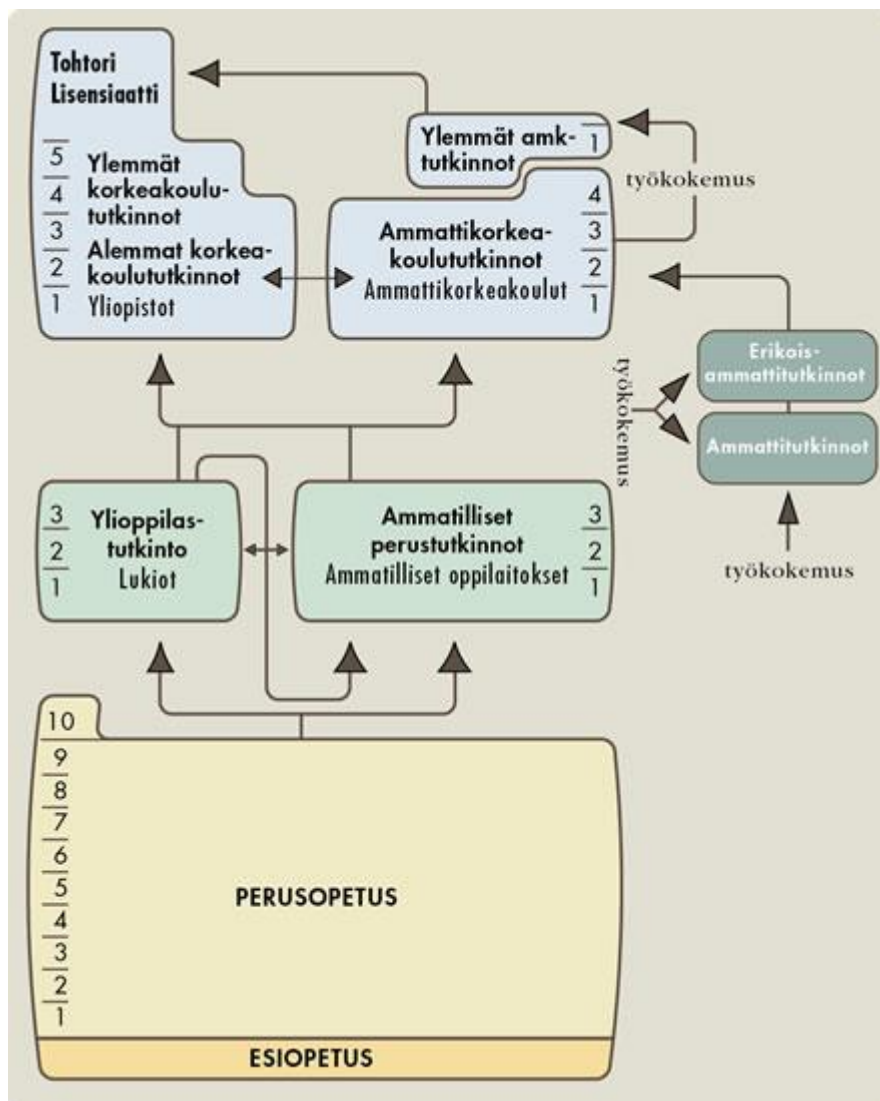 Tohtori
Lisensiaatti
5
4
3
2
1
Ylemmät
korkeakoulu-
tutkinnot
Alemmat korkea-
koulututkinnot
Yliopistot
Ylemmät amk-
tutkinnot
1
työkokemus
Ammattikorkea-
koulututkinnot
Ammattikorkeakoulut
4
3
2
1
Erikois-
ammattitutkinnot
Ammattitutkinnot
työkokemus
työkokemus
3
2
1
Ylioppilas-
tutkinto
Lukiot
Ammatilliset
perustutkinnot
Ammatilliset oppilaitokset
3
2
1
10
9
8
7
6
5
4
3
2
1
PERUSOPETUS
ESIOPETUS